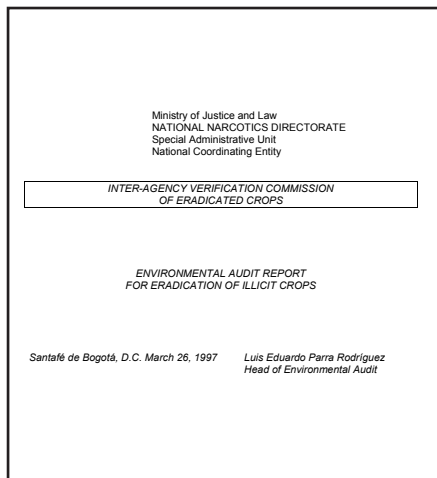 Ministry of Justice and Law
NATIONAL NARCOTICS DIRECTORATE
Special Administrative Unit
National Coordinating Entity
INTER-AGENCY VERIFICATION COMMISSION
OF ERADICATED CROPS
ENVIRONMENTAL AUDIT REPORT
FOR ERADICATION OF ILLICIT CROPS
Santafé de Bogotá, D.C. March 26, 1997 Luis Eduardo Parra Rodríguez
Head of Environmental Audit